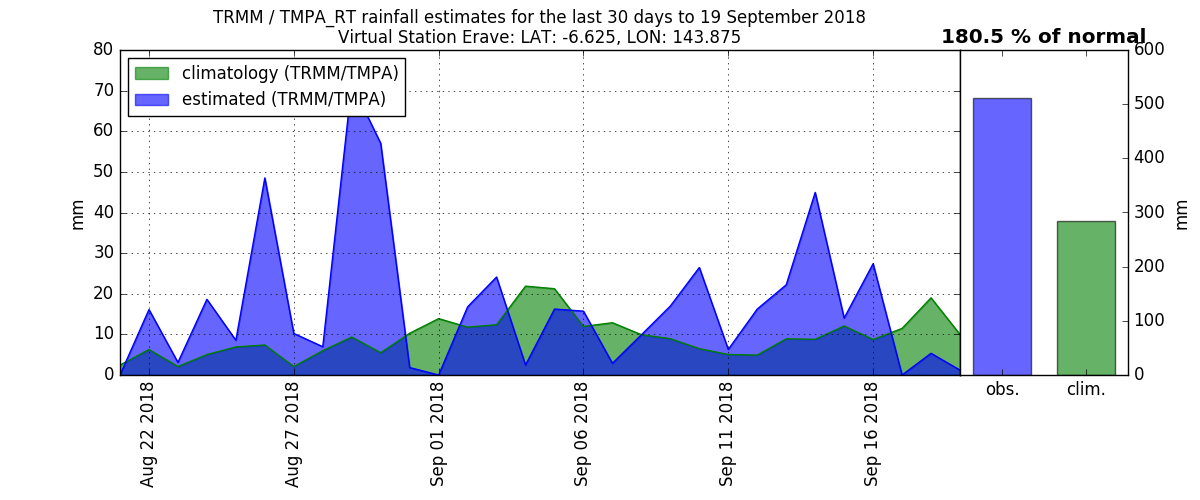 TRMM / TMPA_RT rainfall estimates for the last 30 days to 19 September 2018
Virtual Station Erave: LAT: -6.625, LON: 143.875
180.5 % of normal
climatology (TRMM/TMPA)
estimated (TRMM/TMPA)
80
70
60
50
40
30
20
10
0
mm
Aug 22 2018
Aug 27 2018
Sep 01 2018
Sep 06 2018
Sep 11 2018
Sep 16 2018
600
500
400
300
200
100
0
mm
obs.
clim.